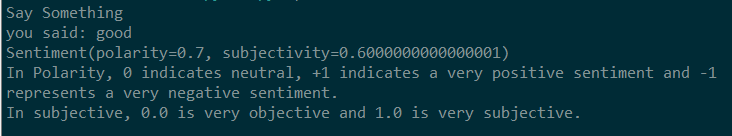 Say Something
you said: good
Sentiment(polarity=0.7, subjectivity=0.6000000000000001)
In Polarity, 0 indicates neutral, +1 indicates a very positive sentiment and -1
represents a very negative sentiment.
In subjective, 0.0 is very objective and 1.0 is very subjective.